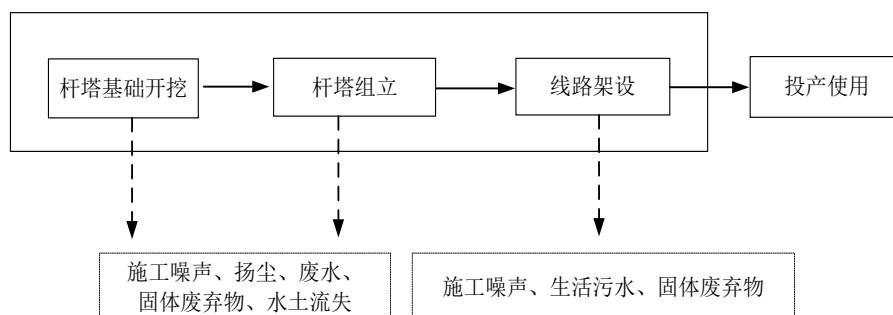 杆塔基础开挖
杆塔组立
线路架设
投产使用
施工噪声、扬尘、废水、
固体废弃物、水土流失
施工噪声、生活污水、固体废弃物